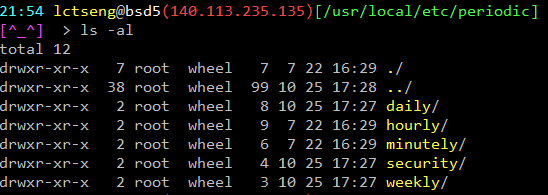 21:54 lctseng@bsd5(140.113.235.135)[/usr/local/etc/periodic]
[^_^]  > ls -al
total 12
drwxr-xr-x   7 root  wheel   7  7 22 16:29 ./
drwxr-xr-x  38 root  wheel  99 10 25 17:28 ../
drwxr-xr-x   2 root  wheel   8 10 25 17:27 daily/
drwxr-xr-x   2 root  wheel   9  7 22 16:29 hourly/
drwxr-xr-x   2 root  wheel   6  7 22 16:29 minutely/
drwxr-xr-x   2 root  wheel   4 10 25 17:27 security/
drwxr-xr-x   2 root  wheel   3 10 25 17:27 weekly/